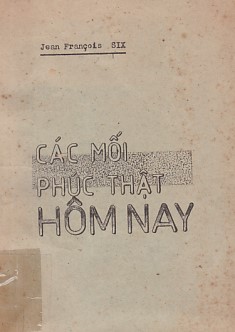 Jean François SIX
CÁC MỐI
PHÚC THẬT
HÔM NAY